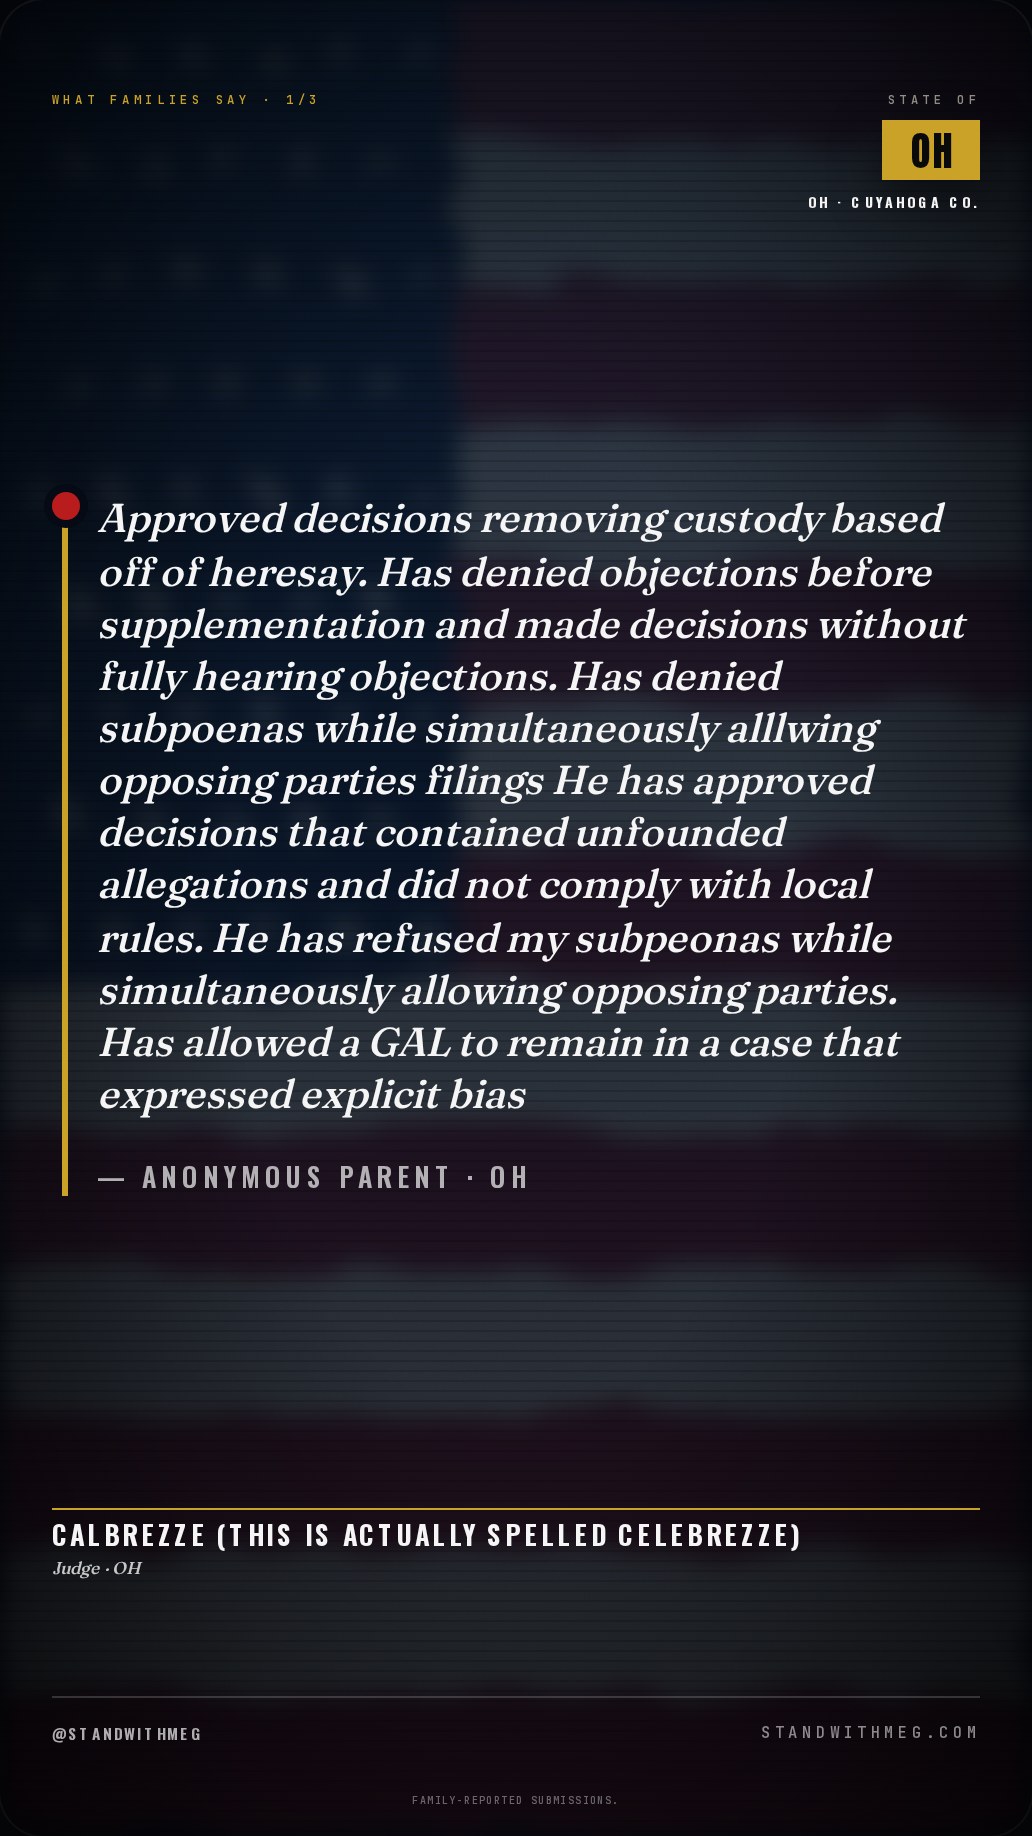 WHAT FAMILIES SAY · 1/3
STATE OF
OH
OH · CUYAHOGA CO.
Approved decisions removing custody based
off of heresay. Has denied objections before
supplementation and made decisions without
fully hearing objections. Has denied
subpoenas while simultaneously alllwing
opposing parties filings He has approved
decisions that contained unfounded
allegations and did not comply with local
rules. He has refused my subpeonas while
simultaneously allowing opposing parties.
Has allowed a GAL to remain in a case that
expressed explicit bias
— ANONYMOUS PARENT · OH
CALBREZZE (THIS IS ACTUALLY SPELLED CELEBREZZE)
Judge · OH
@STANDWITHMEG
STANDWITHMEG.COM
FAMILY-REPORTED SUBMISSIONS.